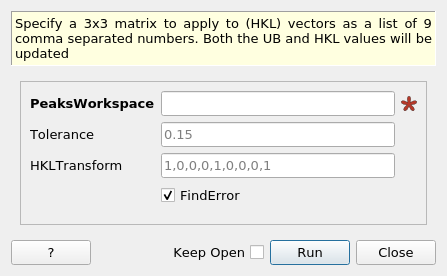 Specify a 3x3 matrix to apply to (HKL) vectors as a list of 9
comma separated numbers. Both the UB and HKL values will be
updated
PeaksWorkspace *
Tolerance 0.15
HKLTransform 1,0,0,0,1,0,0,0,1
FindError
? Keep Open Run Close